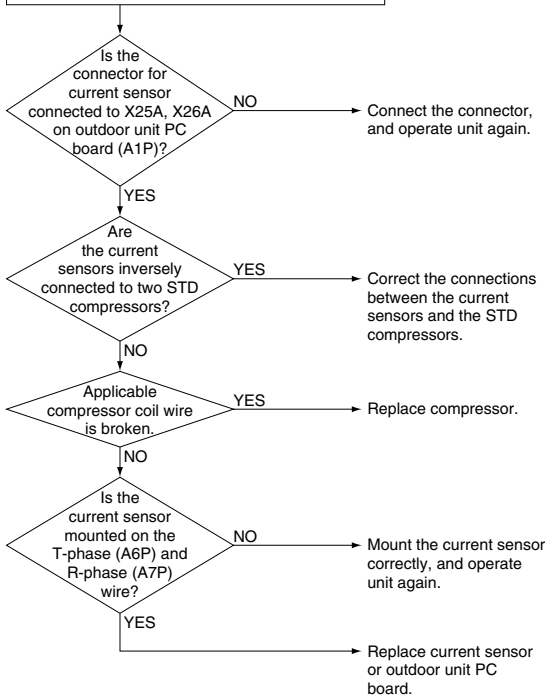 Is the
connector for
current sensor
connected to X25A, X26A
on outdoor unit PC
board (A1P)?
NO
Connect the connector,
and operate unit again.
YES
Are
the current
sensors inversely
connected to two STD
compressors?
YES
Correct the connections
between the current
sensors and the STD
compressors.
NO
Applicable
compressor coil wire
is broken.
YES
Replace compressor.
NO
Is the
current sensor
mounted on the
T-phase (A6P) and
R-phase (A7P)
wire?
NO
Mount the current sensor
correctly, and operate
unit again.
YES
Replace current sensor
or outdoor unit PC
board.